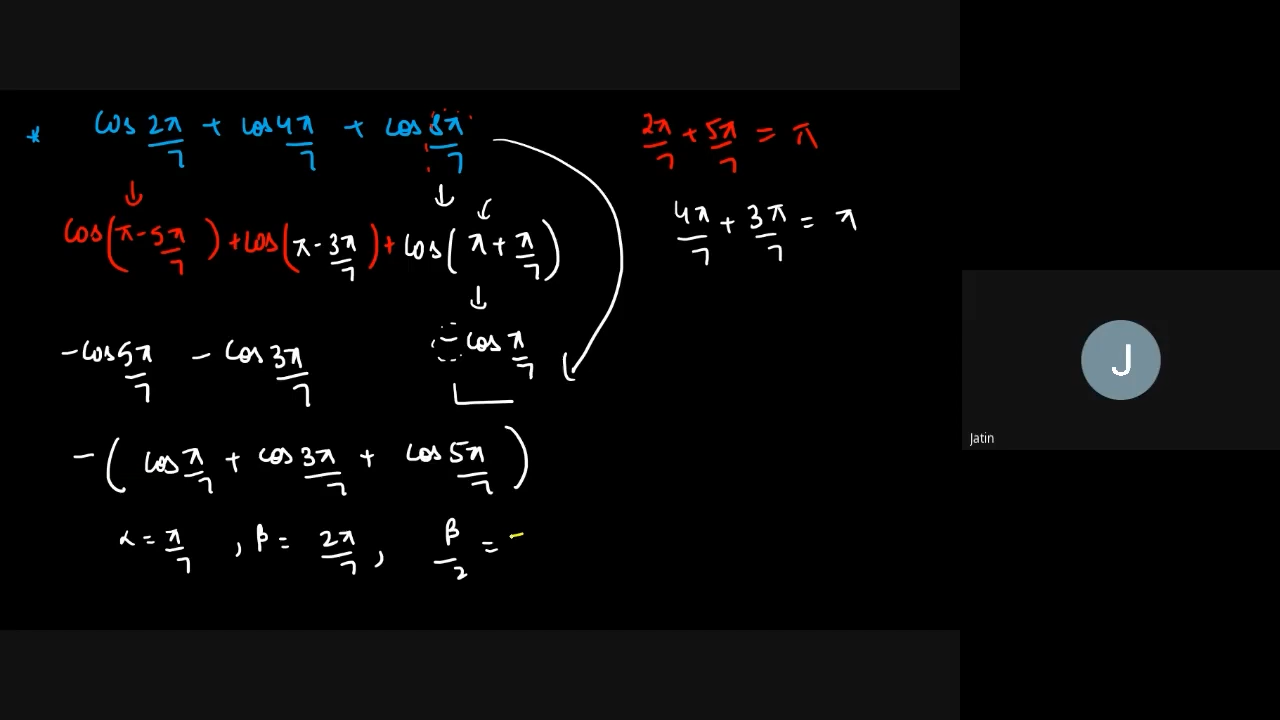 * cos 2π/7 + cos 4π/7 + cos 8π/7
2π/7 + 5π/7 = π
cos(π - 5π/7) + cos(π - 3π/7) + cos(π + π/7)
4π/7 + 3π/7 = π
- cos 5π/7 - cos 3π/7 - cos π/7
- (cos π/7 + cos 3π/7 + cos 5π/7)
α = π/7 , β = 2π/7 , β/2 =
J
Jatin